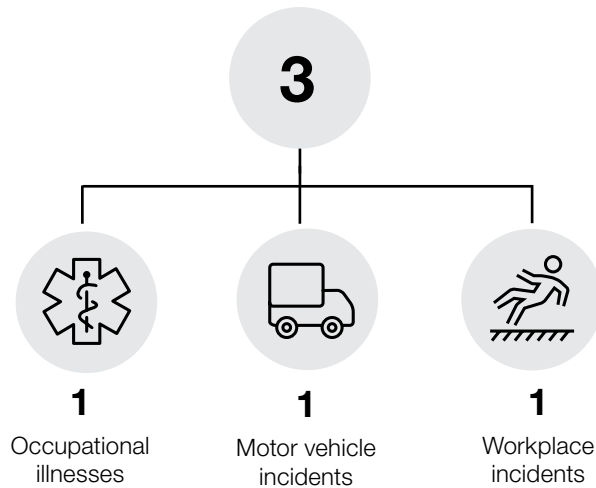 3
1
Occupational
illnesses
1
Motor vehicle
incidents
1
Workplace
incidents